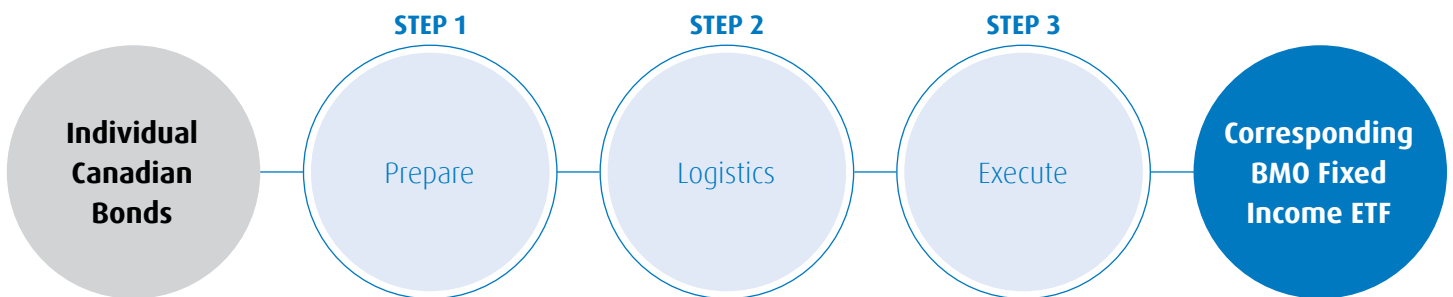 STEP 1
STEP 2
STEP 3
Individual
Canadian
Bonds
Prepare
Logistics
Execute
Corresponding
BMO Fixed
Income ETF